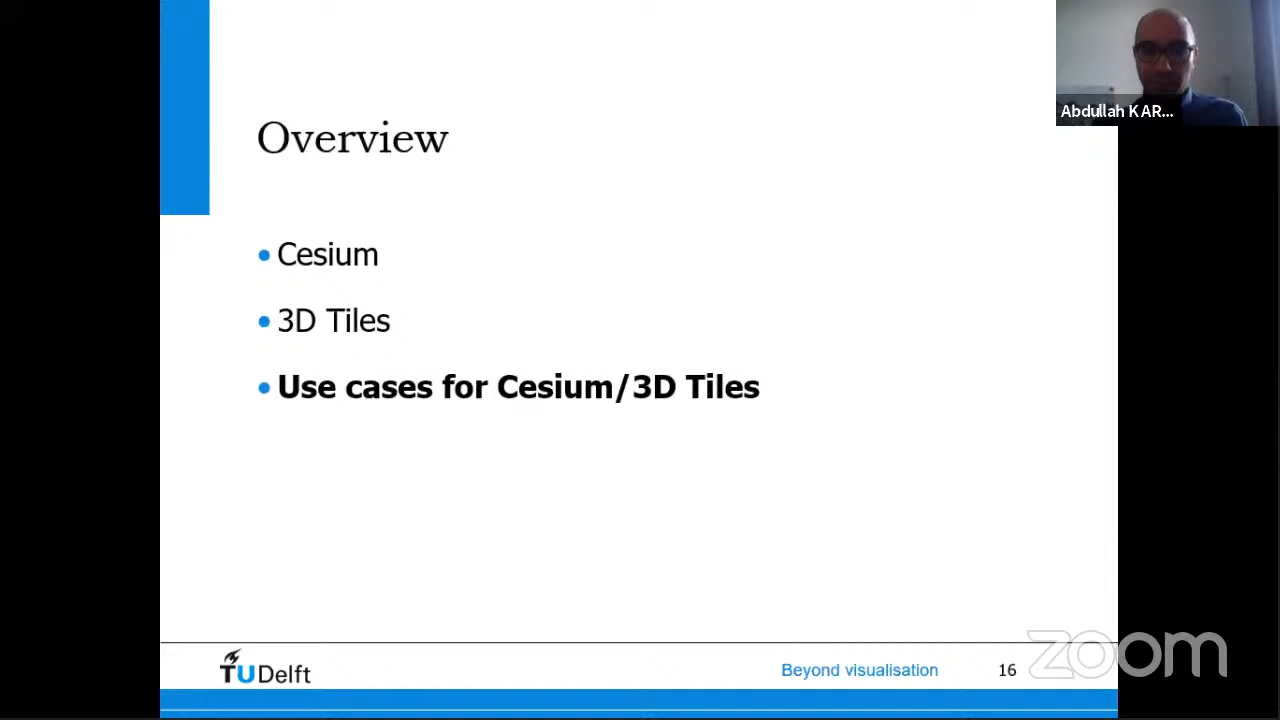 Abdullah KAR...
Overview
• Cesium
• 3D Tiles
• Use cases for Cesium/3D Tiles
TUDelft
Beyond visualisation
16
zoom